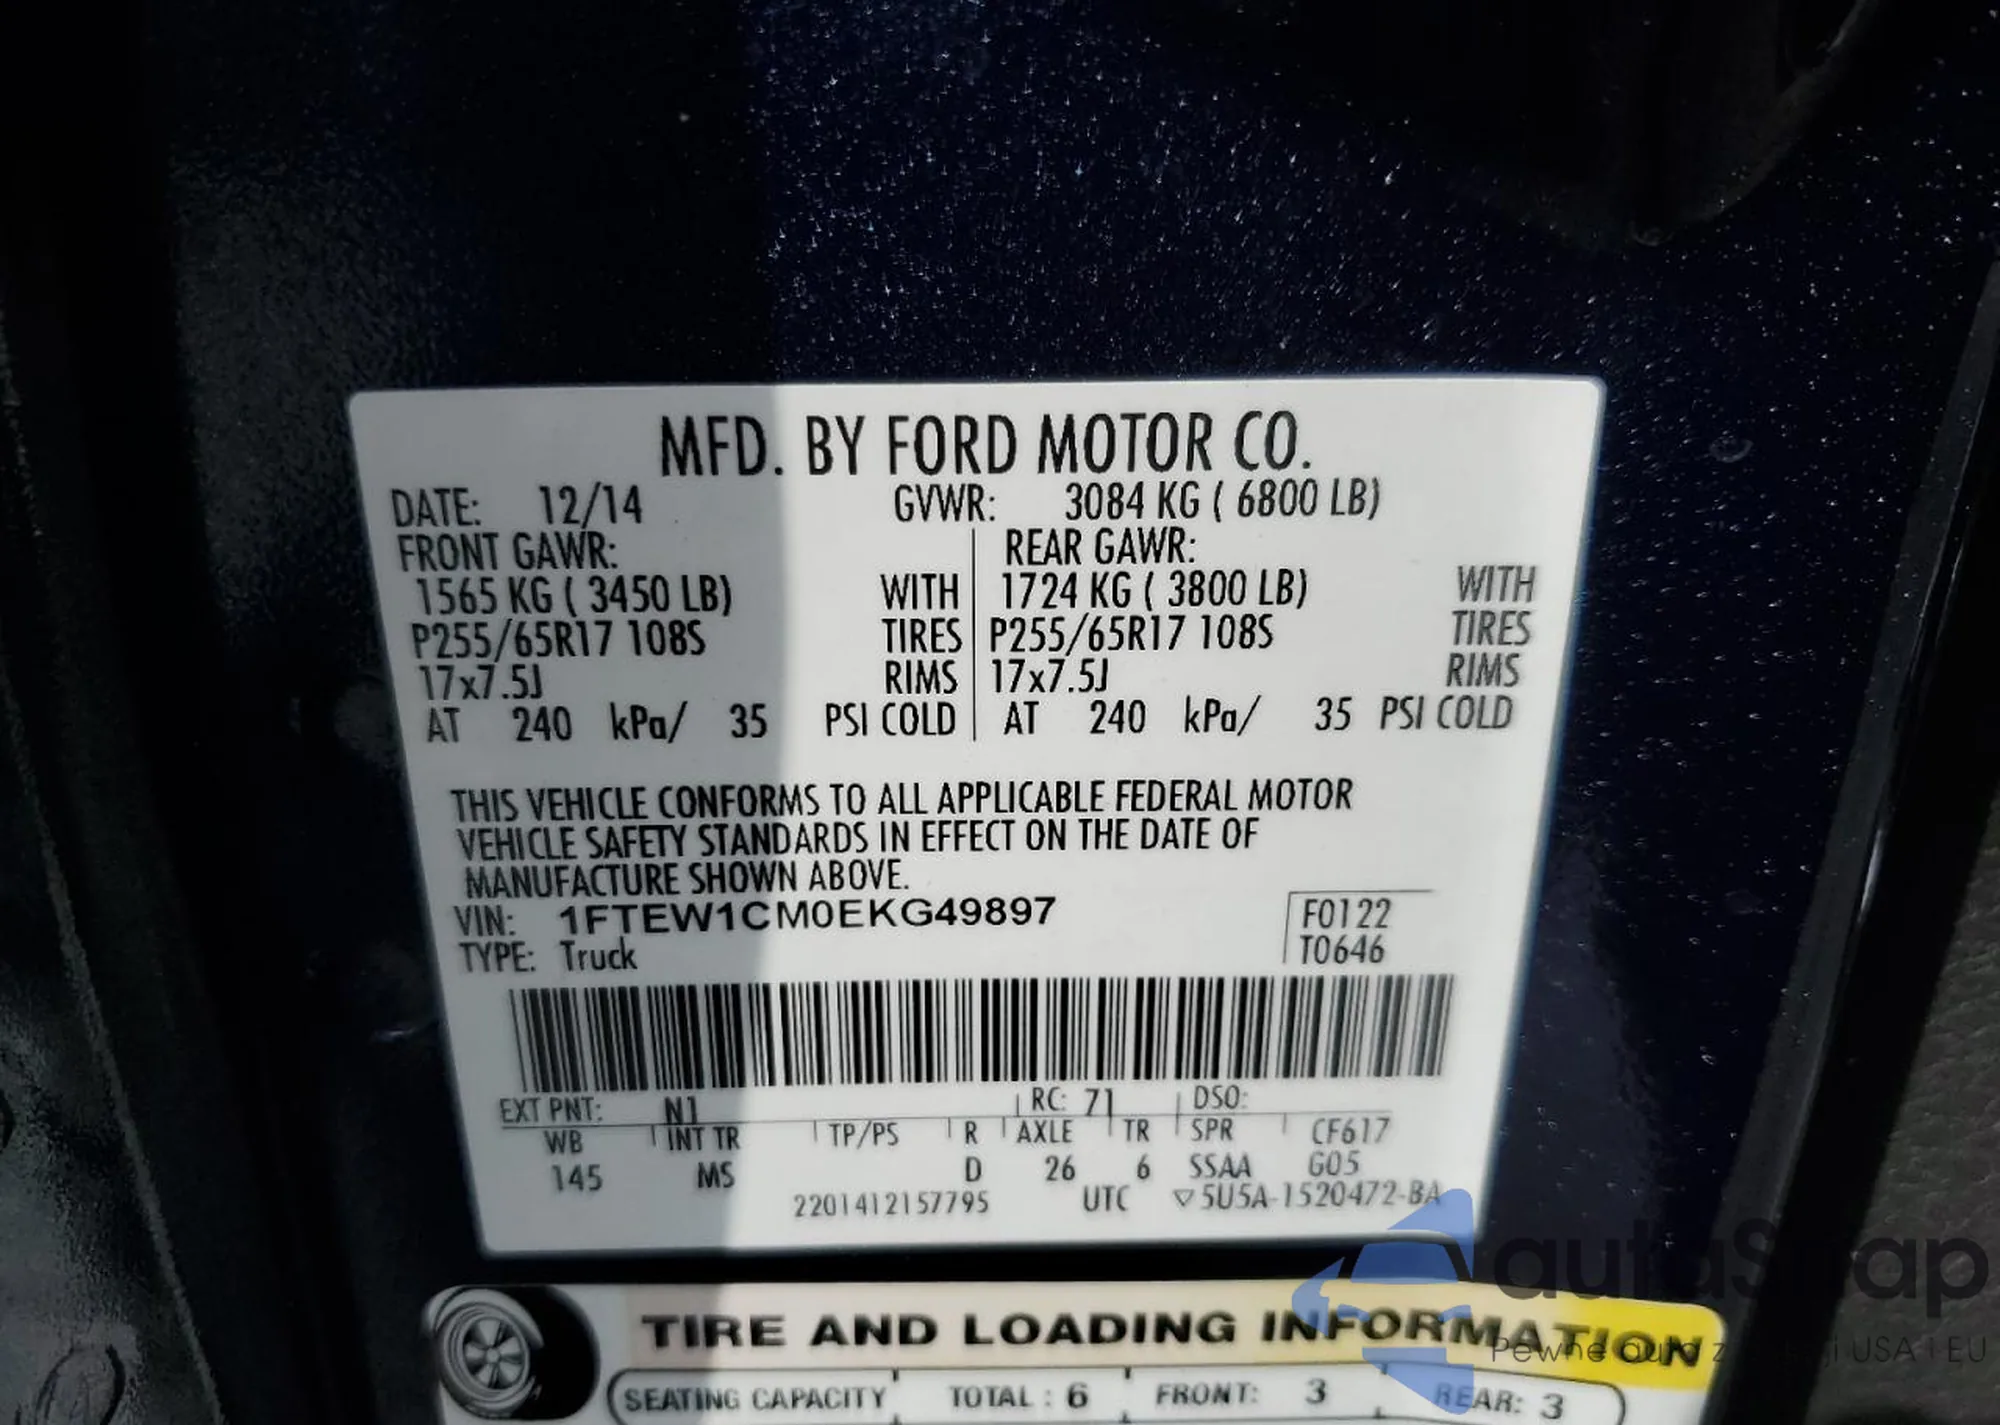 MFD. BY FORD MOTOR CO.
DATE: 12/14 GVWR: 3084 KG ( 6800 LB)
FRONT GAWR: REAR GAWR:
1565 KG ( 3450 LB) WITH 1724 KG ( 3800 LB) WITH
P255/65R17 108S TIRES P255/65R17 108S TIRES
17x7.5J RIMS 17x7.5J RIMS
AT 240 kPa/ 35 PSI COLD AT 240 kPa/ 35 PSI COLD
THIS VEHICLE CONFORMS TO ALL APPLICABLE FEDERAL MOTOR
VEHICLE SAFETY STANDARDS IN EFFECT ON THE DATE OF
MANUFACTURE SHOWN ABOVE.
VIN: 1FTEW1CM0EKG49897 F0122
TYPE: Truck T0646
EXT PNT: N1 RC: 71 DSO:
WB INT TR TP/PS R AXLE TR SPR CF617
145 MS D 26 6 SSAA G05
2201412157795 UTC ▽5U5A-1520472-BA
TIRE AND LOADING INFORMATION
SEATING CAPACITY TOTAL : 6 FRONT: 3 REAR: 3
Pewne auta USA i EU